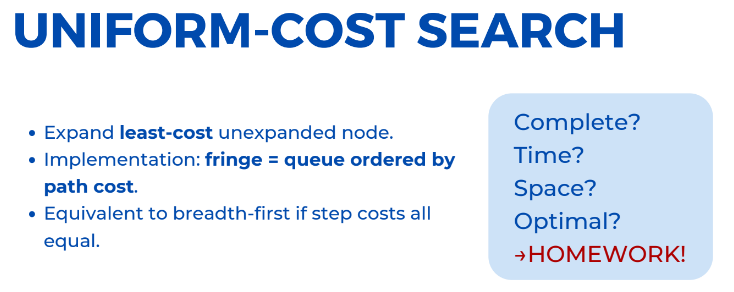 UNIFORM-COST SEARCH
• Expand least-cost unexpanded node.
• Implementation: fringe = queue ordered by
path cost.
• Equivalent to breadth-first if step costs all
equal.
Complete?
Time?
Space?
Optimal?
→HOMEWORK!